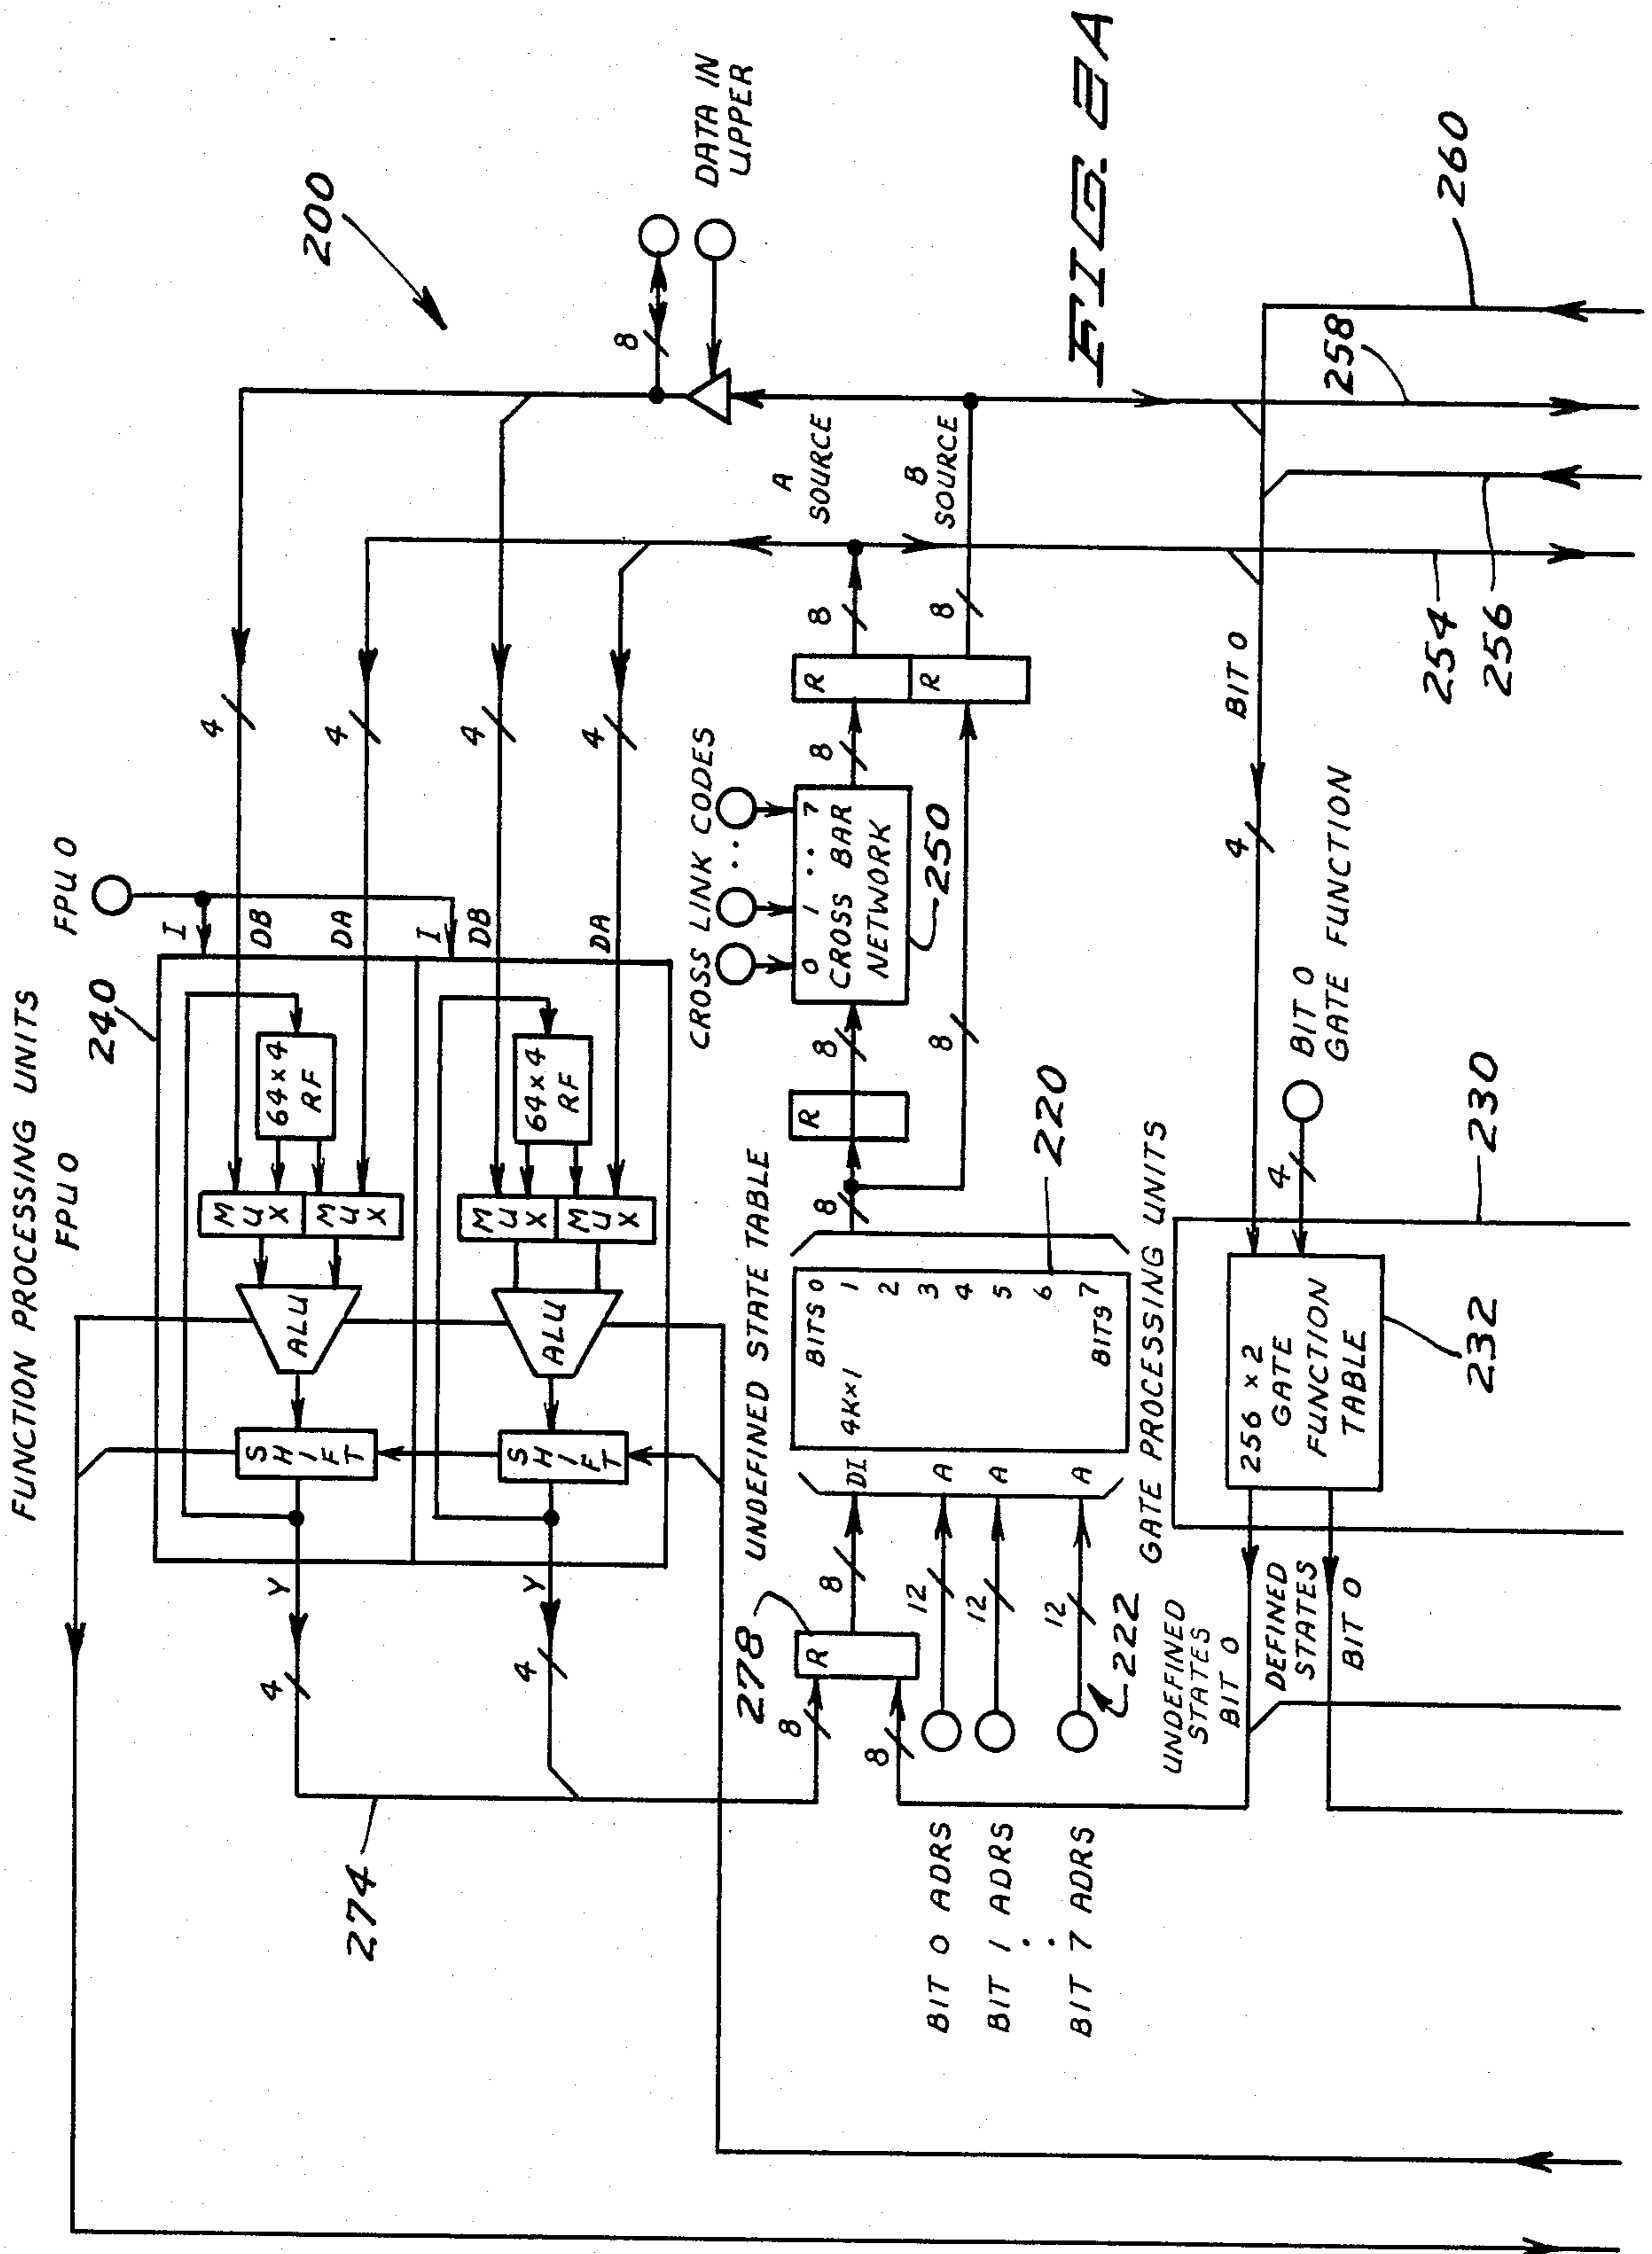 FUNCTION PROCESSING UNITS
FPU 0
240
FPU 0
I
DB
DA
I
DB
DA
64x4
RF
64x4
RF
MUX
MUX
MUX
MUX
ALU
ALU
SHIFT
SHIFT
Y
Y
4
4
4
4
4
4
274
200
8
DATA IN
UPPER
A
SOURCE
B
SOURCE
CROSS LINK CODES
0 1 .. 7
CROSS BAR
NETWORK
250
R
R
R
8
8
8
8
8
8
UNDEFINED STATE TABLE
BITS 0
1
2
3
4
5
6
BITS 7
4Kx1
220
DI
A
A
A
8
12
12
12
222
278
R
8
8
BIT 0 ADRS
BIT 1 ADRS
:
BIT 7 ADRS
GATE PROCESSING UNITS
230
256 x 2
GATE
FUNCTION
TABLE
232
4
BIT 0
GATE FUNCTION
4
BIT 0
UNDEFINED
STATES
BIT 0
DEFINED
STATES
BIT 0
254
256
258
260
FIG. 2A